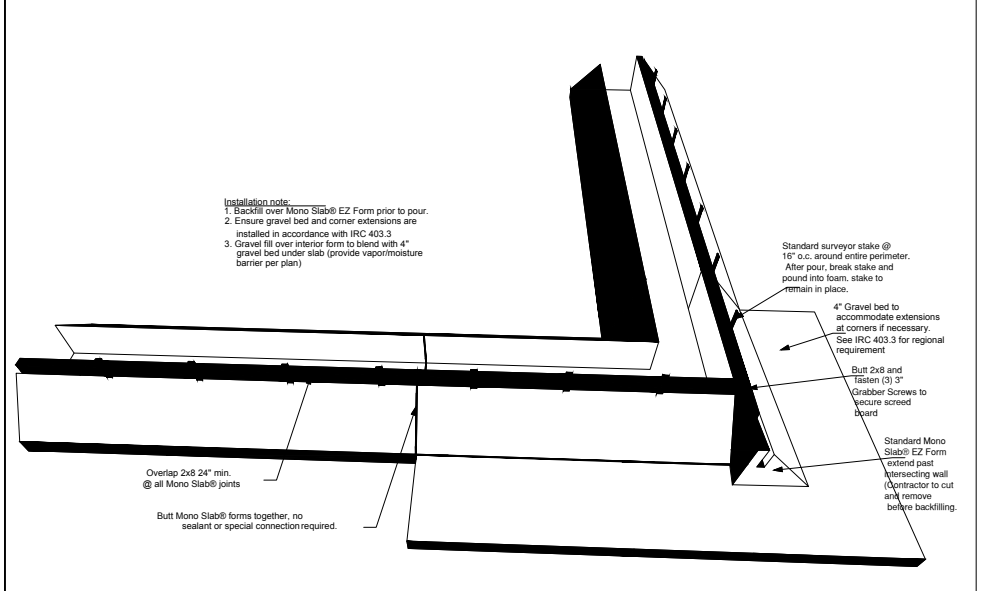 Installation note:
1. Backfill over Mono Slab® EZ Form prior to pour.
2. Ensure gravel bed and corner extensions are
installed in accordance with IRC 403.3
3. Gravel fill over interior form to blend with 4"
gravel bed under slab (provide vapor/moisture
barrier per plan)
Standard surveyor stake @
16" o.c. around entire perimeter.
After pour, break stake and
pound into foam. stake to
remain in place.
4" Gravel bed to
accommodate extensions
at corners if necessary.
See IRC 403.3 for regional
requirement
Butt 2x8 and
fasten (3) 3"
Grabber Screws to
secure screed
board
Standard Mono
Slab® EZ Form
extend past
intersecting wall
(Contractor to cut
and remove
before backfilling.
Overlap 2x8 24" min.
@ all Mono Slab® joints
Butt Mono Slab® forms together, no
sealant or special connection required.